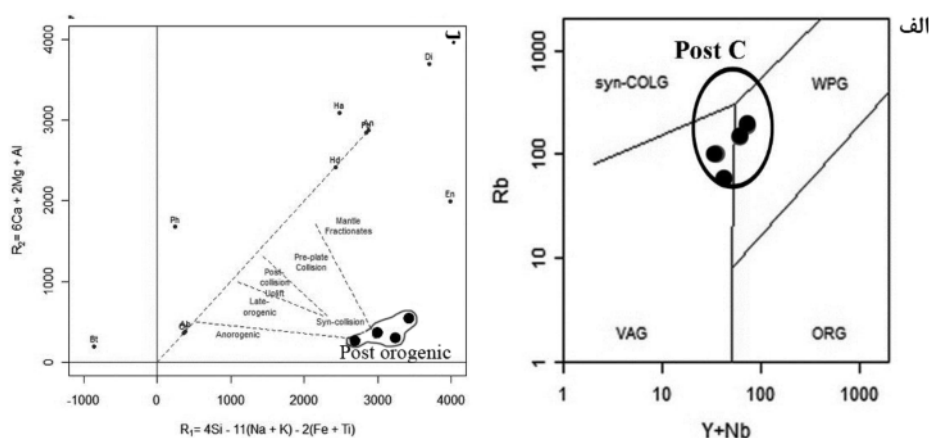 الف
4000
3000
2000
1000
0
-1000 0 1000 2000 3000 4000
R2= 6Ca + 2Mg + Al
R1= 4Si - 11(Na + K) - 2(Fe + Ti)
Di
Ha
An
Hd
En
Ph
Bt
Ab
Mantle
Fractionates
Pre-plate
Collision
Post-
collision
Uplift
Late-
orogenic
Syn-collision
Anorogenic
Post orogenic
Post C
syn-COLG
WPG
VAG
ORG
1000
100
10
1
1 10 100 1000
Rb
Y+Nb